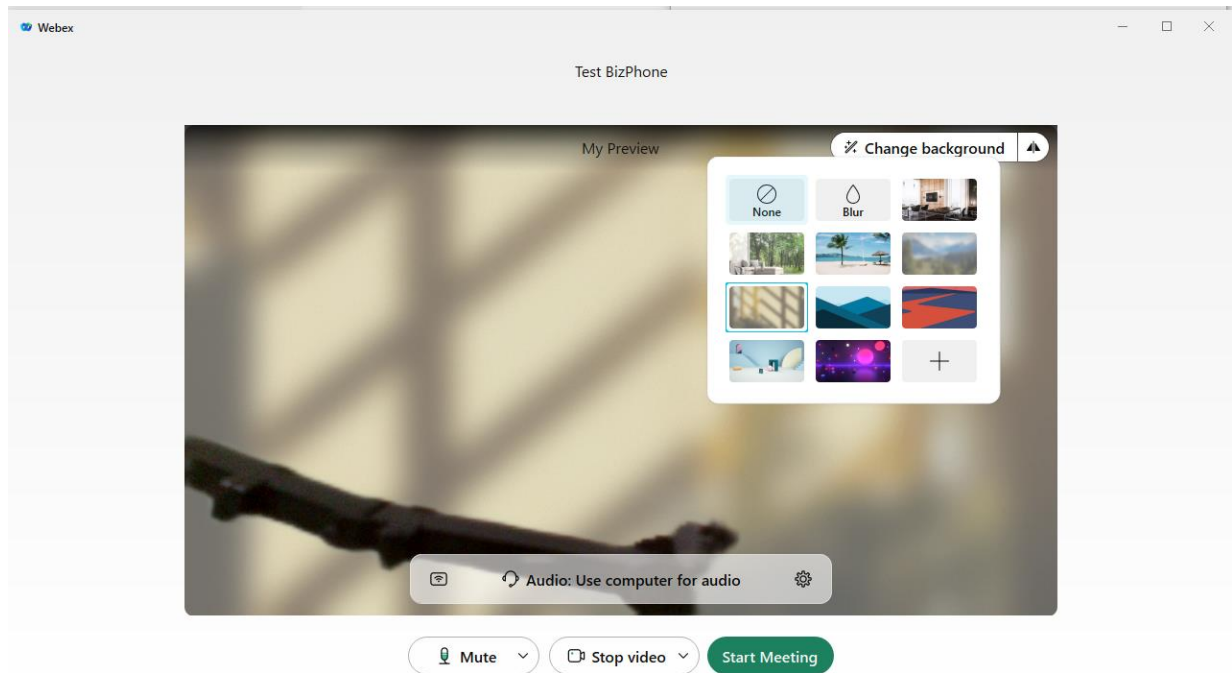 Webex
Test BizPhone
My Preview
Change background
None
Blur
Audio: Use computer for audio
Mute
Stop video
Start Meeting